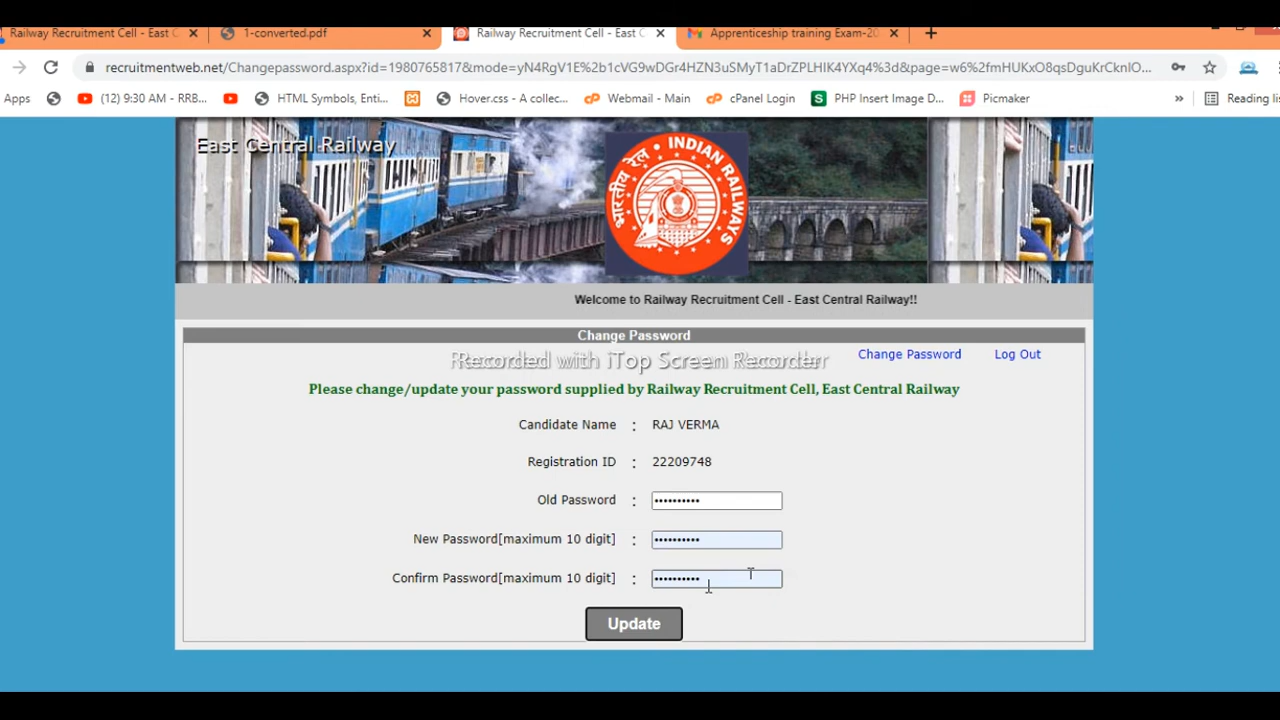 Railway Recruitment Cell - East C
1-converted.pdf
Railway Recruitment Cell - East C
Apprenticeship training Exam-20
recruitmentweb.net/Changepassword.aspx?id=1980765817&mode=yN4RgV1E%2b1cVG9wDGr4HZN3uSMyT1aDrZPLHIK4YXq4%3d&page=w6%2fmHUKxO8qsDguKrCknlO...
Apps
(12) 9:30 AM - RRB...
HTML Symbols, Enti...
Hover.css - A collec...
Webmail - Main
cPanel Login
PHP Insert Image D...
Picmaker
»
Reading lis
East Central Railway
भारतीय रेल • INDIAN RAILWAYS
Welcome to Railway Recruitment Cell - East Central Railway!!
Change Password
Recorded with iTop Screen Recorder
Change Password
Log Out
Please change/update your password supplied by Railway Recruitment Cell, East Central Railway
Candidate Name : RAJ VERMA
Registration ID : 22209748
Old Password : ••••••••••
New Password[maximum 10 digit] : ••••••••••
Confirm Password[maximum 10 digit] : ••••••••••
Update